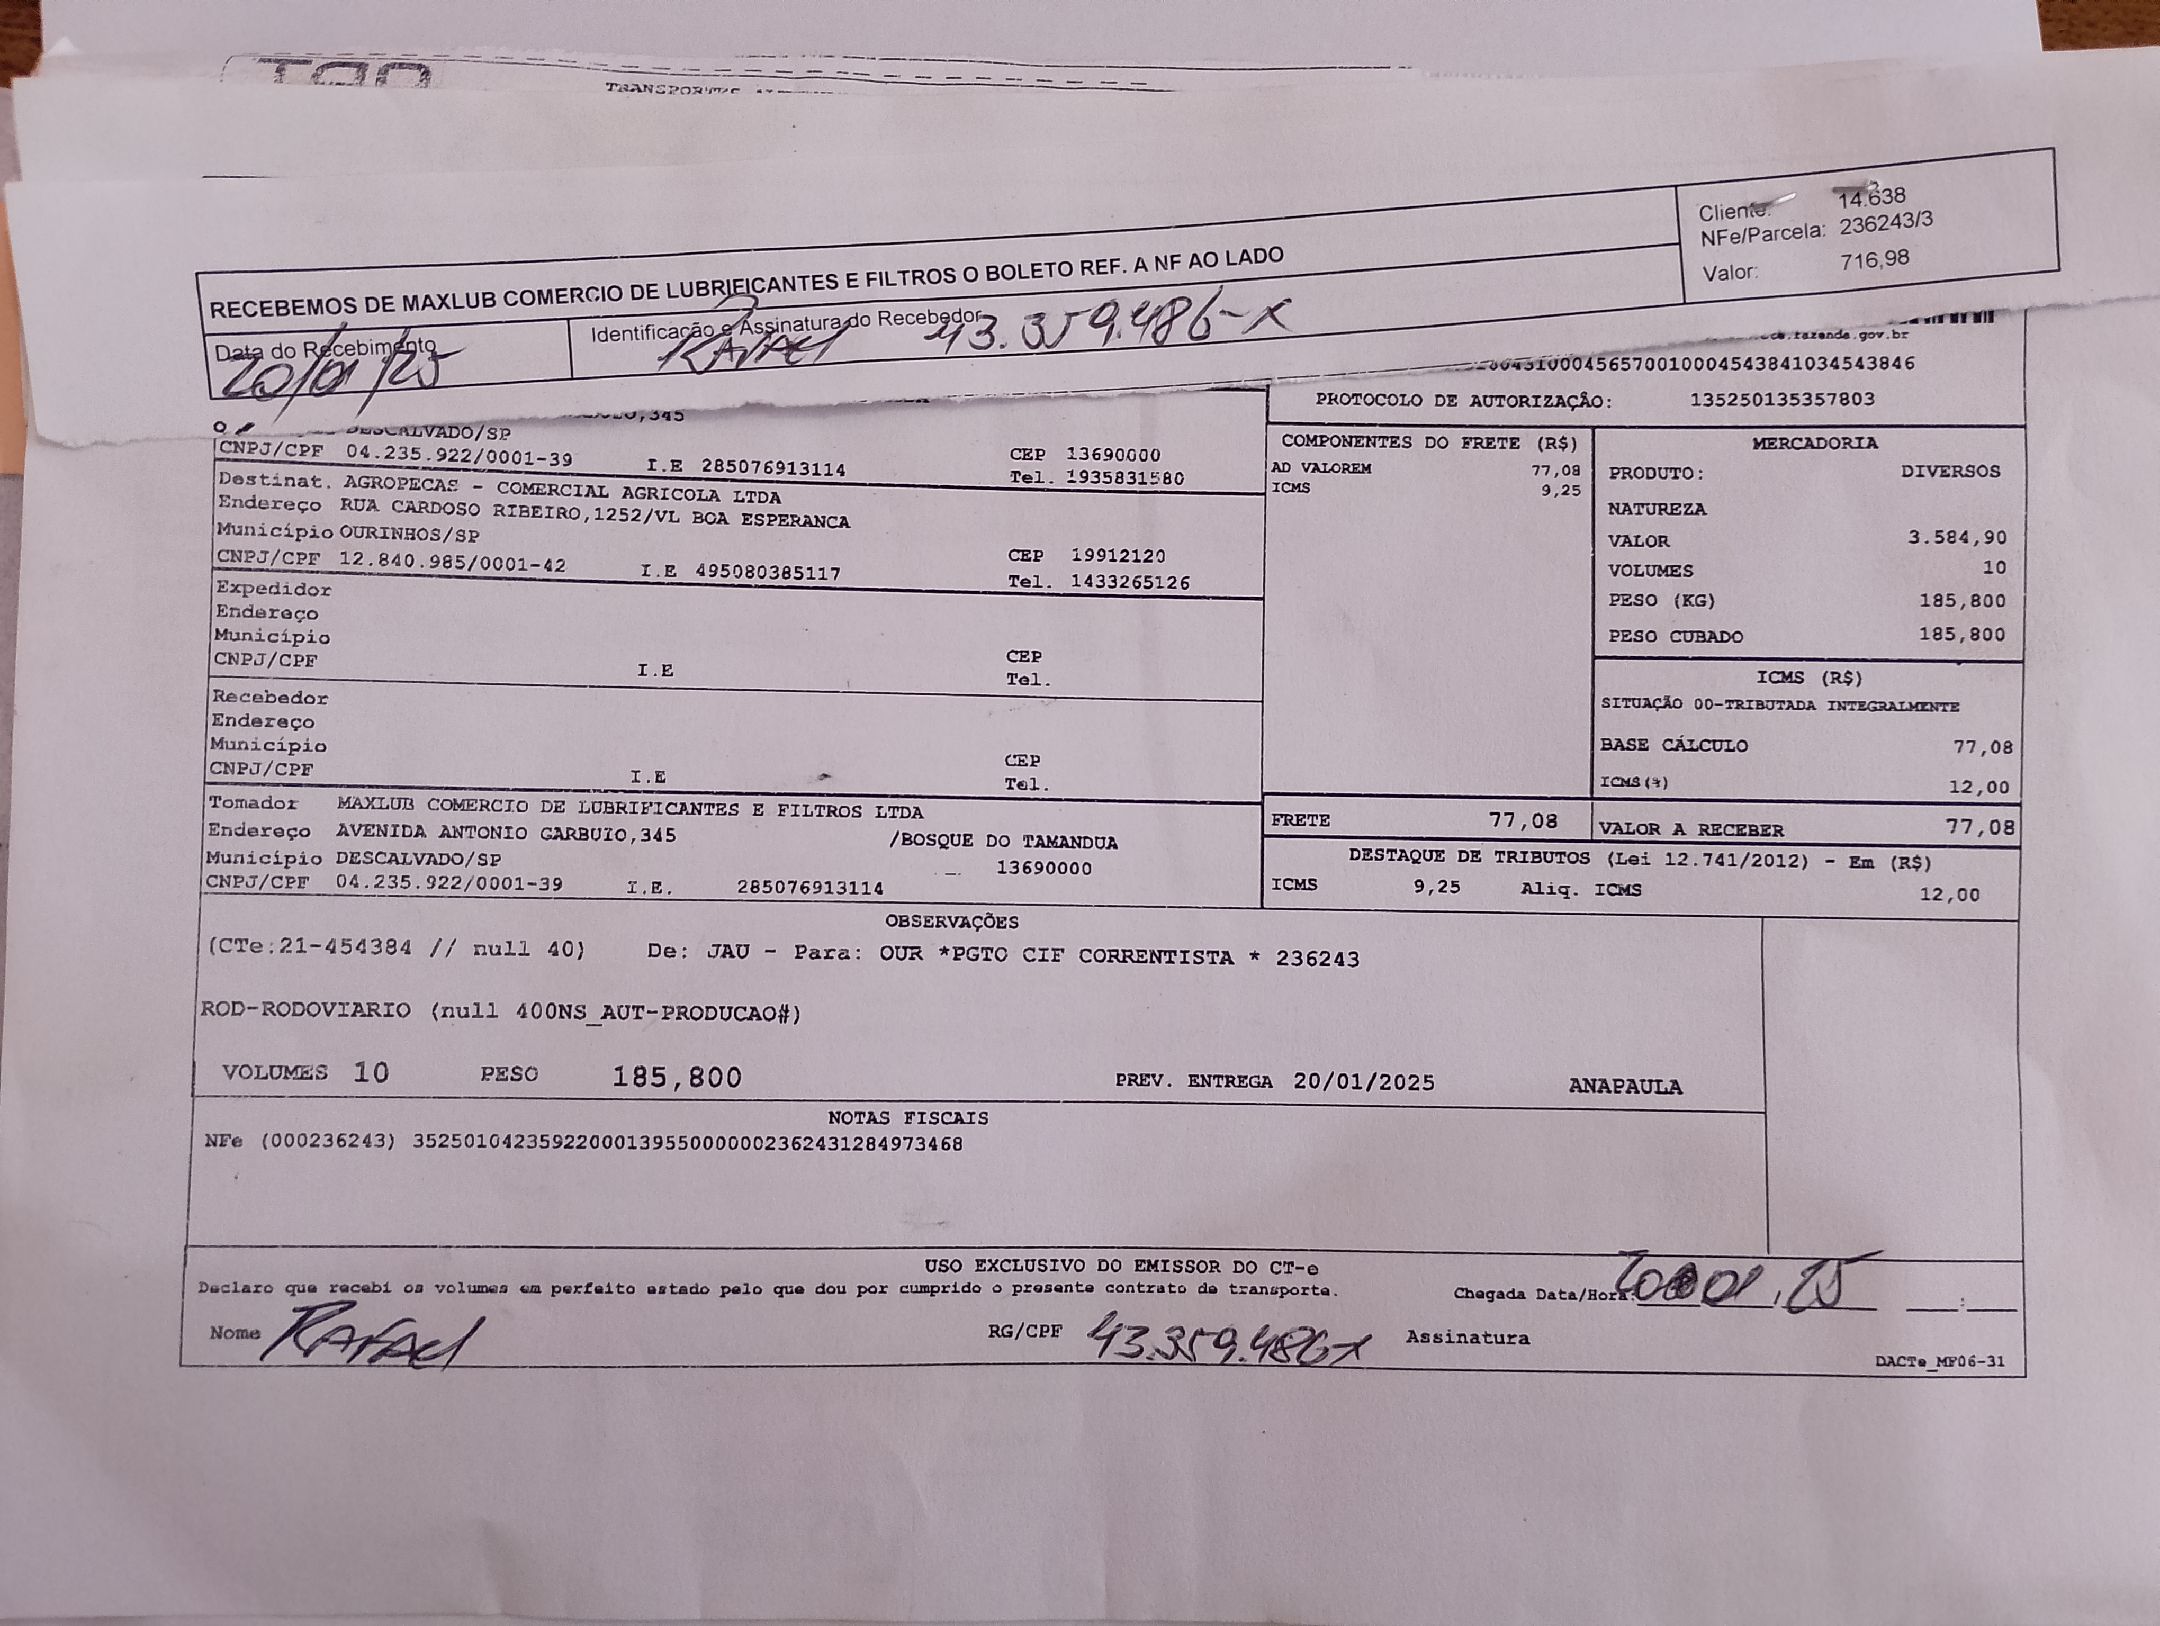 Cliente: 14.638
NFe/Parcela: 236243/3
Valor: 716,98
RECEBEMOS DE MAXLUB COMERCIO DE LUBRIFICANTES E FILTROS O BOLETO REF. A NF AO LADO
Data do Recebimento
20/01/25
Identificação e Assinatura do Recebedor
Rafael 43.359.486-X
.fazenda.gov.br
000456570010004543841034543846
PROTOCOLO DE AUTORIZAÇÃO: 135250135357803
,345
DESCALVADO/SP
CNPJ/CPF 04.235.922/0001-39 I.E 285076913114
CEP 13690000
Tel. 1935831580
Destinat. AGROPECAS - COMERCIAL AGRICOLA LTDA
Endereço RUA CARDOSO RIBEIRO,1252/VL BOA ESPERANCA
Município OURINHOS/SP
CNPJ/CPF 12.840.985/0001-42 I.E 495080385117
CEP 19912120
Tel. 1433265126
Expedidor
Endereço
Município
CNPJ/CPF I.E
CEP
Tel.
Recebedor
Endereço
Município
CNPJ/CPF I.E
CEP
Tel.
Tomador MAXLUB COMERCIO DE LUBRIFICANTES E FILTROS LTDA
Endereço AVENIDA ANTONIO GARBUIO,345 /BOSQUE DO TAMANDUA
Município DESCALVADO/SP 13690000
CNPJ/CPF 04.235.922/0001-39 I.E. 285076913114
COMPONENTES DO FRETE (R$)
AD VALOREM 77,08
ICMS 9,25
MERCADORIA
PRODUTO: DIVERSOS
NATUREZA
VALOR 3.584,90
VOLUMES 10
PESO (KG) 185,800
PESO CUBADO 185,800
ICMS (R$)
SITUAÇÃO 00-TRIBUTADA INTEGRALMENTE
BASE CÁLCULO 77,08
ICMS(%) 12,00
FRETE 77,08
VALOR A RECEBER 77,08
DESTAQUE DE TRIBUTOS (Lei 12.741/2012) - Em (R$)
ICMS 9,25 Aliq. ICMS 12,00
OBSERVAÇÕES
(CTe:21-454384 // null 40) De: JAU - Para: OUR *PGTO CIF CORRENTISTA * 236243
ROD-RODOVIARIO (null 400NS_AUT-PRODUCAO#)
VOLUMES 10 PESO 185,800 PREV. ENTREGA 20/01/2025 ANAPAULA
NOTAS FISCAIS
NFe (000236243) 35250104235922000139550000002362431284973468
USO EXCLUSIVO DO EMISSOR DO CT-e
Declaro que recebi os volumes em perfeito estado pelo que dou por cumprido o presente contrato de transporte.
Chegada Data/Hora: 20 01 25 __:__
Nome Rafael RG/CPF 43.359.486X Assinatura
DACTe_MF06-31